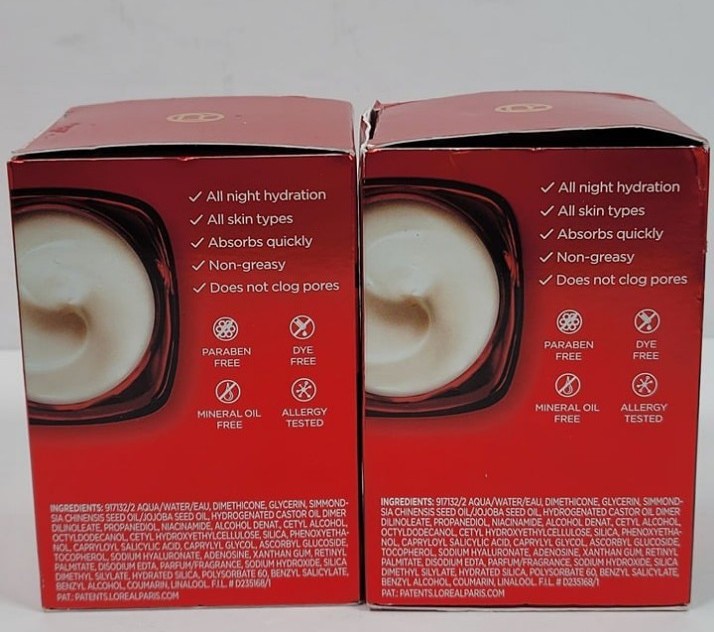 All night hydration
All skin types
Absorbs quickly
Non-greasy
Does not clog pores
PARABEN
FREE
DYE
FREE
MINERAL OIL
FREE
ALLERGY
TESTED
INGREDIENTS: 917132/2 AQUA/WATER/EAU, DIMETHICONE, GLYCERIN, SIMMOND-
SIA CHINENSIS SEED OIL/JOJOBA SEED OIL, HYDROGENATED CASTOR OIL DIMER
DILINOLEATE, PROPANEDIOL, NIACINAMIDE, ALCOHOL DENAT., CETYL ALCOHOL,
OCTYLDODECANOL, CETYL HYDROXYETHYLCELLULOSE, SILICA, PHENOXYETHA-
NOL, CAPRYLOYL SALICYLIC ACID, CAPRYLYL GLYCOL, ASCORBYL GLUCOSIDE,
TOCOPHEROL, SODIUM HYALURONATE, ADENOSINE, XANTHAN GUM, RETINYL
PALMITATE, DISODIUM EDTA, PARFUM/FRAGRANCE, SODIUM HYDROXIDE, SILICA
DIMETHYL SILYLATE, HYDRATED SILICA, POLYSORBATE 60, BENZYL SALICYLATE,
BENZYL ALCOHOL, COUMARIN, LINALOOL. F.I.L. # D235168/1
PAT.: PATENTS.LOREALPARIS.COM
All night hydration
All skin types
Absorbs quickly
Non-greasy
Does not clog pores
PARABEN
FREE
DYE
FREE
MINERAL OIL
FREE
ALLERGY
TESTED
INGREDIENTS: 917132/2 AQUA/WATER/EAU, DIMETHICONE, GLYCERIN, SIMMOND-
SIA CHINENSIS SEED OIL/JOJOBA SEED OIL, HYDROGENATED CASTOR OIL DIMER
DILINOLEATE, PROPANEDIOL, NIACINAMIDE, ALCOHOL DENAT., CETYL ALCOHOL,
OCTYLDODECANOL, CETYL HYDROXYETHYLCELLULOSE, SILICA, PHENOXYETHA-
NOL, CAPRYLOYL SALICYLIC ACID, CAPRYLYL GLYCOL, ASCORBYL GLUCOSIDE,
TOCOPHEROL, SODIUM HYALURONATE, ADENOSINE, XANTHAN GUM, RETINYL
PALMITATE, DISODIUM EDTA, PARFUM/FRAGRANCE, SODIUM HYDROXIDE, SILICA
DIMETHYL SILYLATE, HYDRATED SILICA, POLYSORBATE 60, BENZYL SALICYLATE,
BENZYL ALCOHOL, COUMARIN, LINALOOL. F.I.L. # D235168/1
PAT.: PATENTS.LOREALPARIS.COM